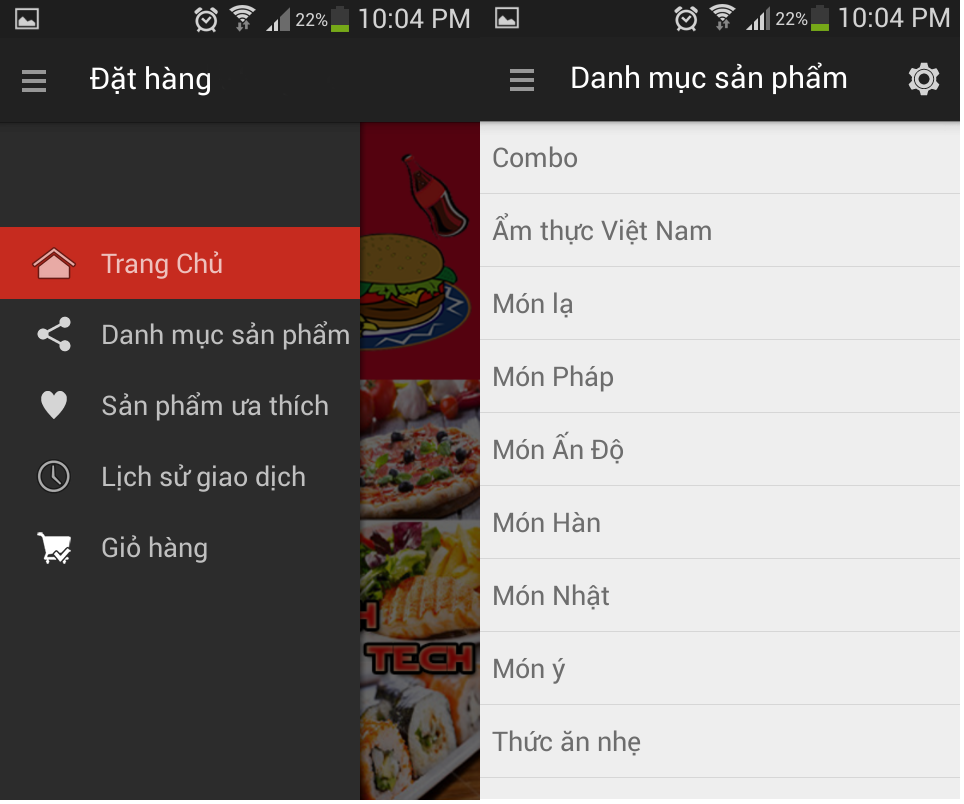 22% 10:04 PM
Đặt hàng
Trang Chủ
Danh mục sản phẩm
Sản phẩm ưa thích
Lịch sử giao dịch
Giỏ hàng
H
TECH
22% 10:04 PM
Danh mục sản phẩm
Combo
Ẩm thực Việt Nam
Món lạ
Món Pháp
Món Ấn Độ
Món Hàn
Món Nhật
Món ý
Thức ăn nhẹ